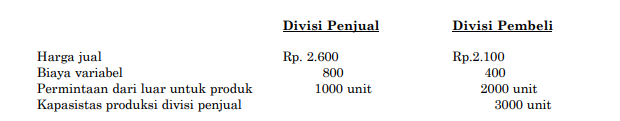 Divisi Penjual Divisi Pembeli
Harga jual Rp. 2.600 Rp.2.100
Biaya variabel 800 400
Permintaan dari luar untuk produk 1000 unit 2000 unit
Kapasistas produksi divisi penjual 3000 unit